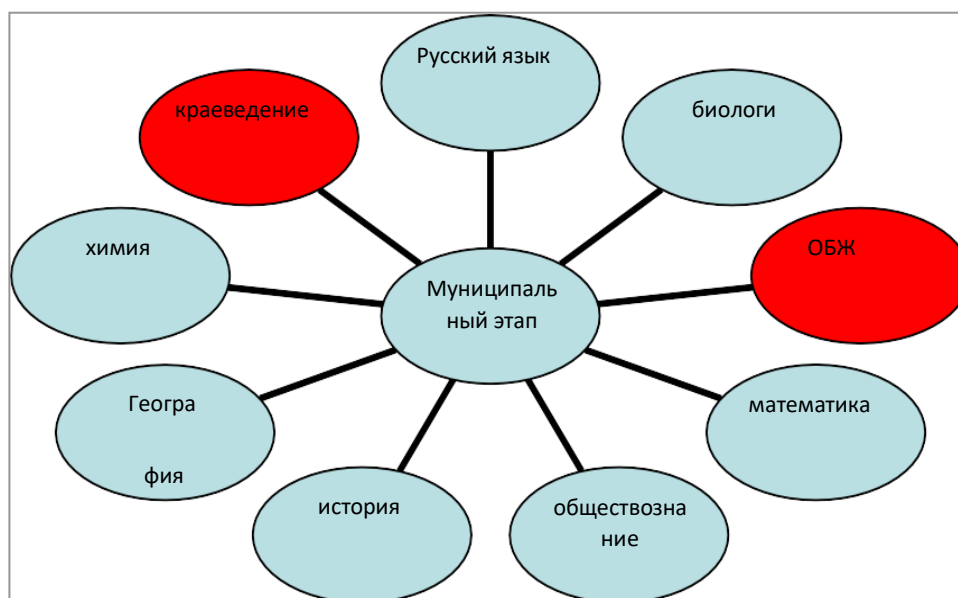 Русский язык
краеведение
биологи
химия
ОБЖ
Муниципаль
ный этап
Геогра
фия
математика
история
обществозна
ние